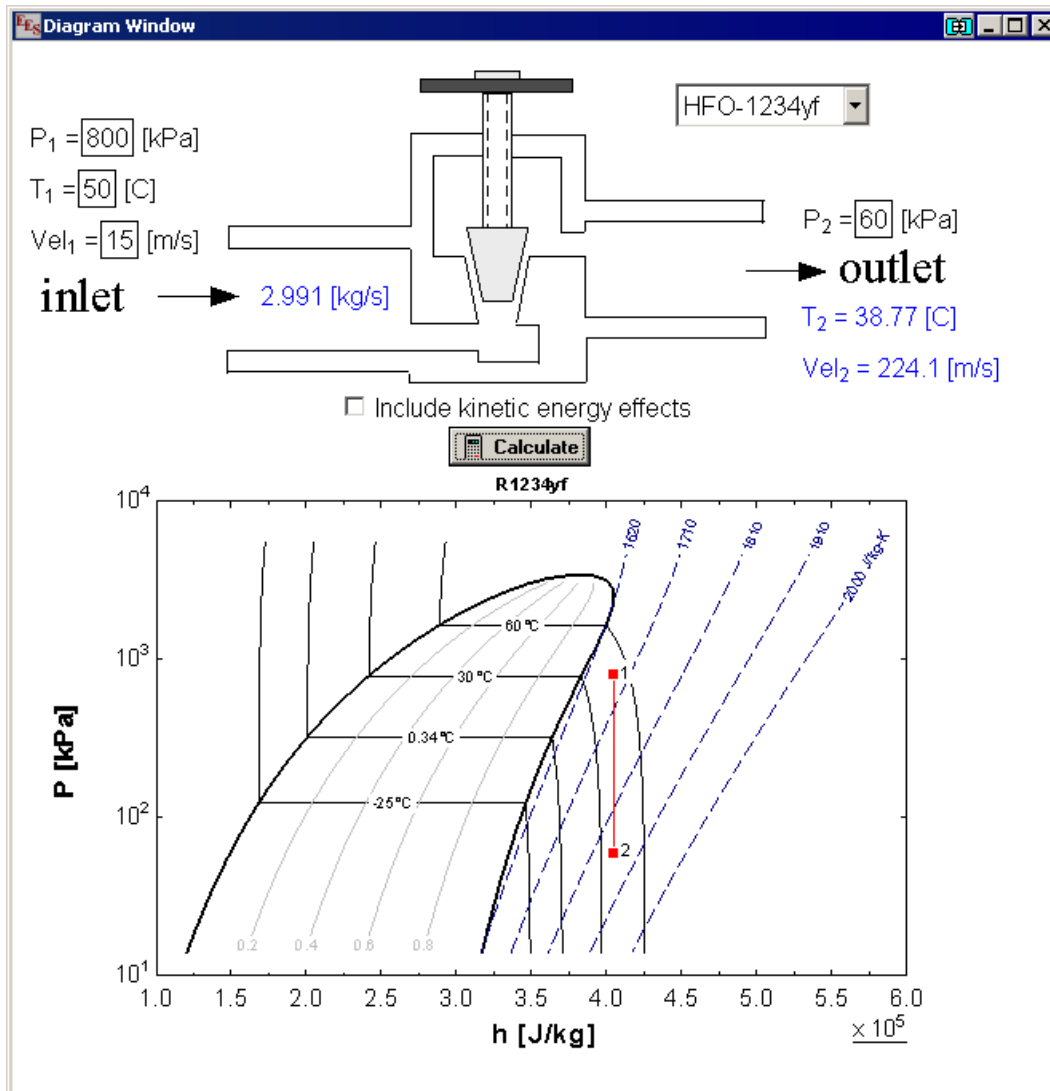 EES Diagram Window
HFO-1234yf
P1 = 800 [kPa]
T1 = 50 [C]
Vel1 = 15 [m/s]
inlet
2.991 [kg/s]
P2 = 60 [kPa]
outlet
T2 = 38.77 [C]
Vel2 = 224.1 [m/s]
Include kinetic energy effects
Calculate
R1234yf
10^4
10^3
10^2
10^1
P [kPa]
1620
1710
1810
1910
2000 J/kg-K
60 °C
30 °C
0.34 °C
-25 °C
1
2
0.2
0.4
0.6
0.8
1.0 1.5 2.0 2.5 3.0 3.5 4.0 4.5 5.0 5.5 6.0
x 10^5
h [J/kg]